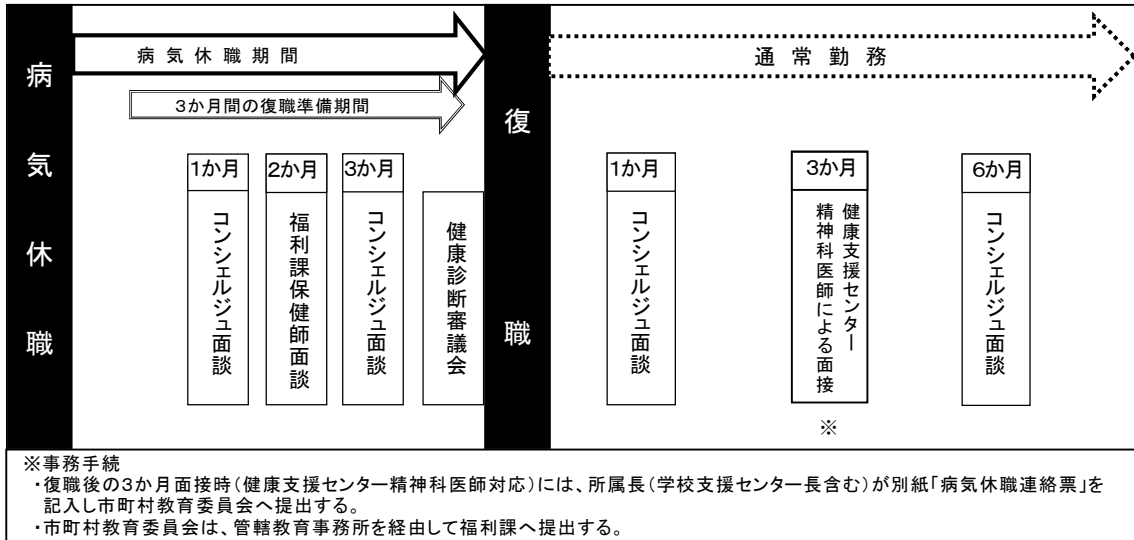 病気休職
病気休職期間
3か月間の復職準備期間
1か月
コンシェルジュ面談
2か月
福利課保健師面談
3か月
コンシェルジュ面談
健康診断審議会
復職
通常勤務
1か月
コンシェルジュ面談
3か月
健康支援センター
精神科医師による面接
※
6か月
コンシェルジュ面談
※事務手続
・復職後の3か月面接時(健康支援センター精神科医師対応)には、所属長(学校支援センター長含む)が別紙「病気休職連絡票」を
記入し市町村教育委員会へ提出する。
・市町村教育委員会は、管轄教育事務所を経由して福利課へ提出する。